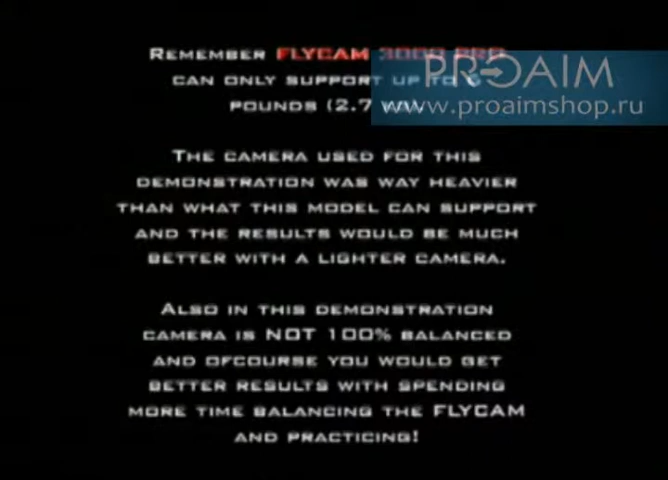 REMEMBER FLYCAM 3000 PRO
CAN ONLY SUPPORT UP TO 6
POUNDS (2.7
PROAIM
www.proaimshop.ru
THE CAMERA USED FOR THIS
DEMONSTRATION WAS WAY HEAVIER
THAN WHAT THIS MODEL CAN SUPPORT
AND THE RESULTS WOULD BE MUCH
BETTER WITH A LIGHTER CAMERA.
ALSO IN THIS DEMONSTRATION
CAMERA IS NOT 100% BALANCED
AND OFCOURSE YOU WOULD GET
BETTER RESULTS WITH SPENDING
MORE TIME BALANCING THE FLYCAM
AND PRACTICING!